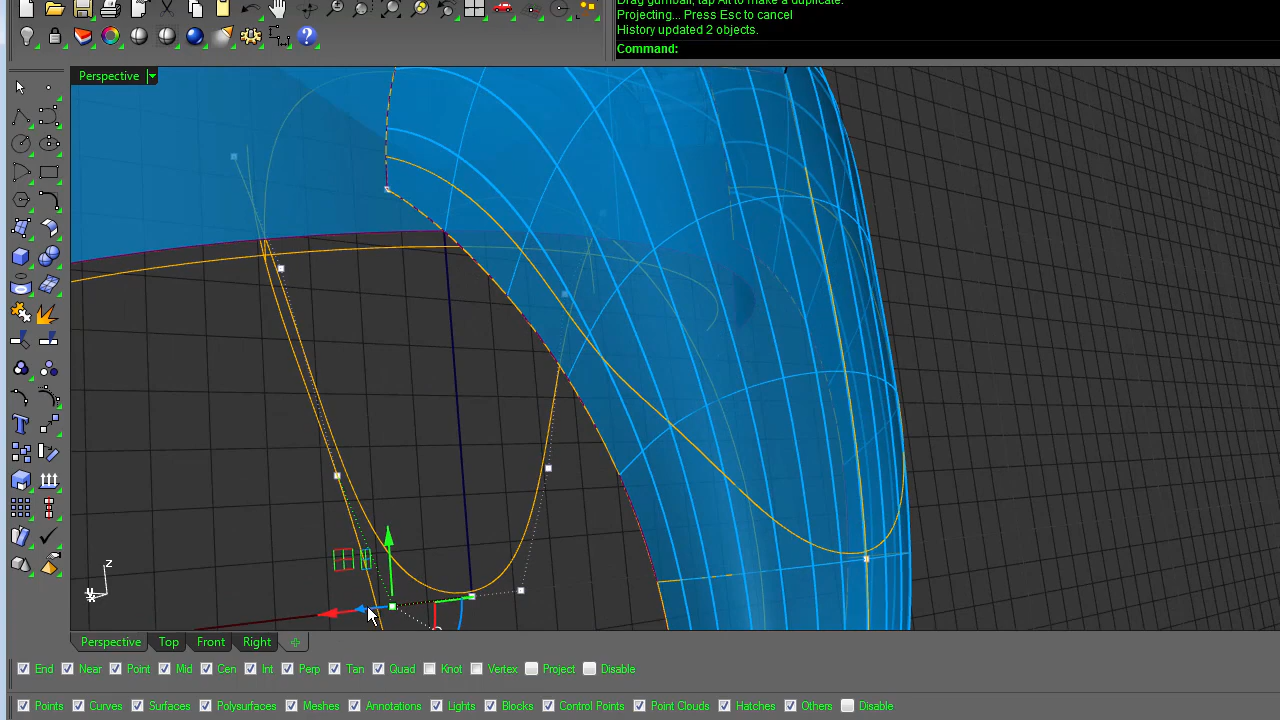 Drag gumball, tap Alt to make a duplicate.
Projecting... Press Esc to cancel
History updated 2 objects.
Command:
Perspective
z
Perspective Top Front Right
End Near Point Mid Cen Int Perp Tan Quad Knot Vertex Project Disable
Points Curves Surfaces Polysurfaces Meshes Annotations Lights Blocks Control Points Point Clouds Hatches Others Disable